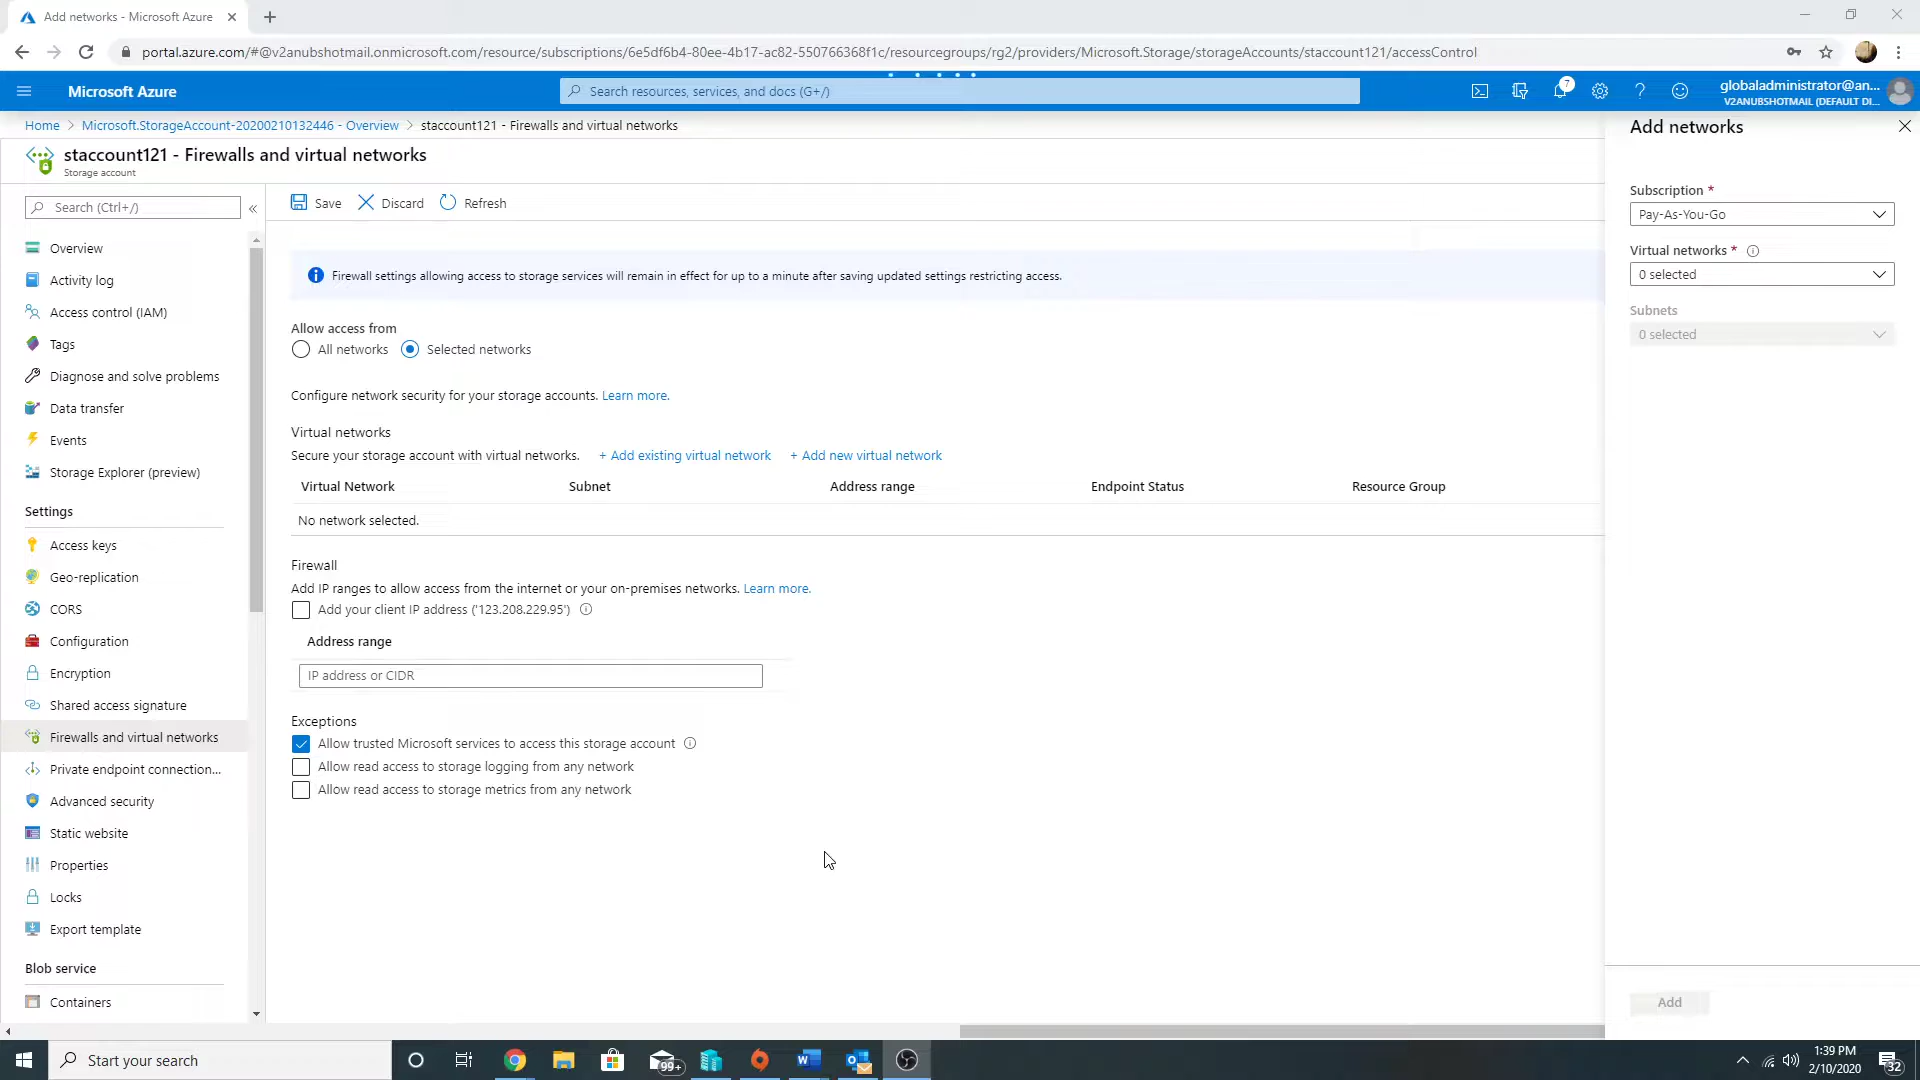 Add networks - Microsoft Azure
portal.azure.com/#@v2anubshotmail.onmicrosoft.com/resource/subscriptions/6e5df6b4-80ee-4b17-ac82-550766368f1c/resourcegroups/rg2/providers/Microsoft.Storage/storageAccounts/staccount121/accessControl
Microsoft Azure
Search resources, services, and docs (G+/)
7
globaladministrator@an...
V2ANUBSHOTMAIL (DEFAULT DI...
Home > Microsoft.StorageAccount-20200210132446 - Overview > staccount121 - Firewalls and virtual networks
staccount121 - Firewalls and virtual networks
Storage account
Search (Ctrl+/)
Overview
Activity log
Access control (IAM)
Tags
Diagnose and solve problems
Data transfer
Events
Storage Explorer (preview)
Settings
Access keys
Geo-replication
CORS
Configuration
Encryption
Shared access signature
Firewalls and virtual networks
Private endpoint connection...
Advanced security
Static website
Properties
Locks
Export template
Blob service
Containers
Save Discard Refresh
Firewall settings allowing access to storage services will remain in effect for up to a minute after saving updated settings restricting access.
Allow access from
All networks Selected networks
Configure network security for your storage accounts. Learn more.
Virtual networks
Secure your storage account with virtual networks. + Add existing virtual network + Add new virtual network
Virtual Network Subnet Address range Endpoint Status Resource Group
No network selected.
Firewall
Add IP ranges to allow access from the internet or your on-premises networks. Learn more.
Add your client IP address ('123.208.229.95')
Address range
IP address or CIDR
Exceptions
Allow trusted Microsoft services to access this storage account
Allow read access to storage logging from any network
Allow read access to storage metrics from any network
Add networks
Subscription *
Pay-As-You-Go
Virtual networks *
0 selected
Subnets
0 selected
Add
Start your search
99+
1:39 PM
2/10/2020
32